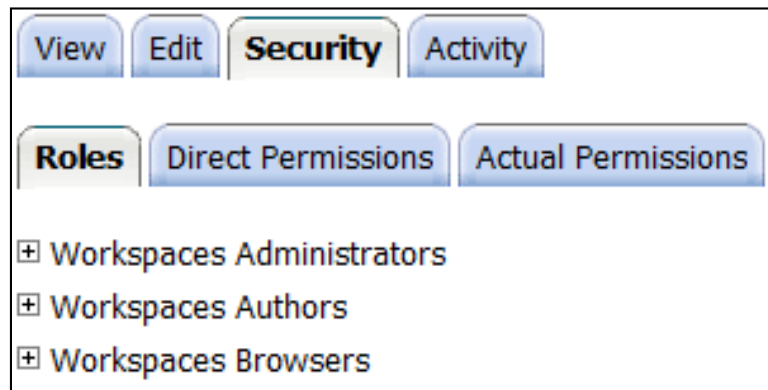 View Edit Security Activity
Roles Direct Permissions Actual Permissions
Workspaces Administrators
Workspaces Authors
Workspaces Browsers